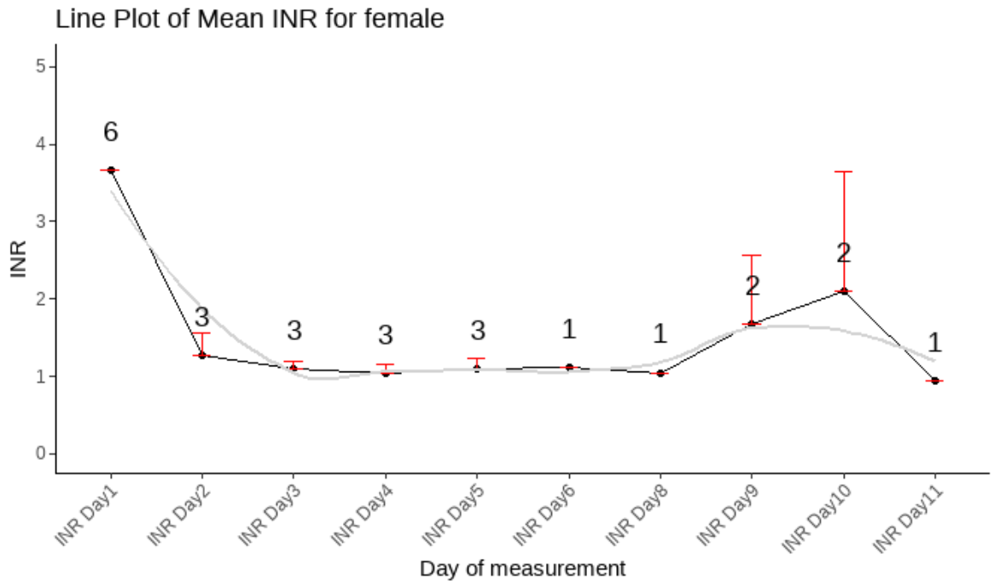 Line Plot of Mean INR for female
5
4
3
2
1
0
INR
6
3
3
3
3
1
1
2
2
1
INR Day1
INR Day2
INR Day3
INR Day4
INR Day5
INR Day6
INR Day8
INR Day9
INR Day10
INR Day11
Day of measurement